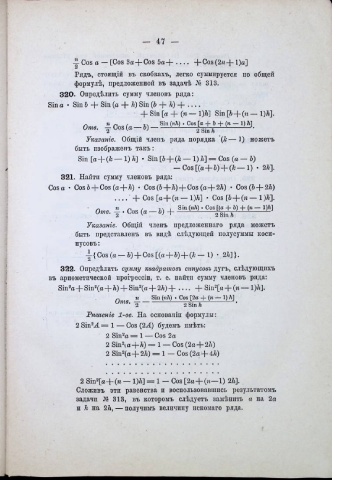 — 47 —
n/2 Cos a — [Cos 3a + Cos 5a + .... + Cos (2n + 1)a]
Рядъ, стоящій въ скобкахъ, легко суммируется по общей
формулѣ, предложенной въ задачѣ № 313.
320. Опредѣлить сумму членовъ ряда:
Sin a · Sin b + Sin (a + h) Sin (b + h) + ....
+ Sin [a + (n — 1)h] Sin [b + (n — 1)h].
Отв. n/2 Cos (a — b) — Sin (nh) · Cos [a + b + (n — 1)h] / 2 Sin h.
Указаніе. Общій членъ ряда порядка (k — 1) можетъ
быть изображенъ такъ:
Sin [a + (k — 1)h] · Sin [b + (k — 1)h] = Cos (a — b)
— Cos [(a + b) + (k — 1) · 2h].
321. Найти сумму членовъ ряда:
Cos a · Cos b + Cos (a + h) · Cos (b + h) + Cos (a + 2h) · Cos (b + 2h)
.... + Cos [a + (n — 1)h] · Cos [b + (n — 1)h].
Отв. n/2 · Cos (a — b) + Sin (nh) · Cos [(a + b) + (n — 1)h] / 2 Sin h
Указаніе. Общій членъ предложеннаго ряда можетъ
быть представленъ въ видѣ слѣдующей полусуммы коси-
нусовъ:
1/2 {Cos (a — b) + Cos [(a + b) + (k — 1) · 2h]}.
322. Опредѣлить сумму квадратовъ синусовъ дугъ, слѣдующихъ
въ ариѳметической прогрессіи, т. е. найти сумму членовъ ряда:
Sin²a + Sin²(a + h) + Sin²(a + 2h) + .... + Sin²[a + (n — 1)h].
Отв. n/2 — Sin (nh) · Cos [2a + (n — 1)h] / 2 Sin h.
Рѣшеніе 1-ое. На основаніи формулы:
2 Sin²A = 1 — Cos (2A) будемъ имѣть:
2 Sin²a = 1 — Cos 2a
2 Sin²(a + h) = 1 — Cos (2a + 2h)
2 Sin²(a + 2h) = 1 — Cos (2a + 4h)
. . . . . . . . . . . . . . . . . .
. . . . . . . . . . . . . . . . . .
2 Sin²[a + (n — 1)h] = 1 — Cos [2a + (n — 1) 2h].
Сложивъ эти равенства и воспользовавшись результатомъ
задачи № 313, въ которомъ слѣдуетъ замѣнить a на 2a
и h на 2h, — получимъ величину искомаго ряда.